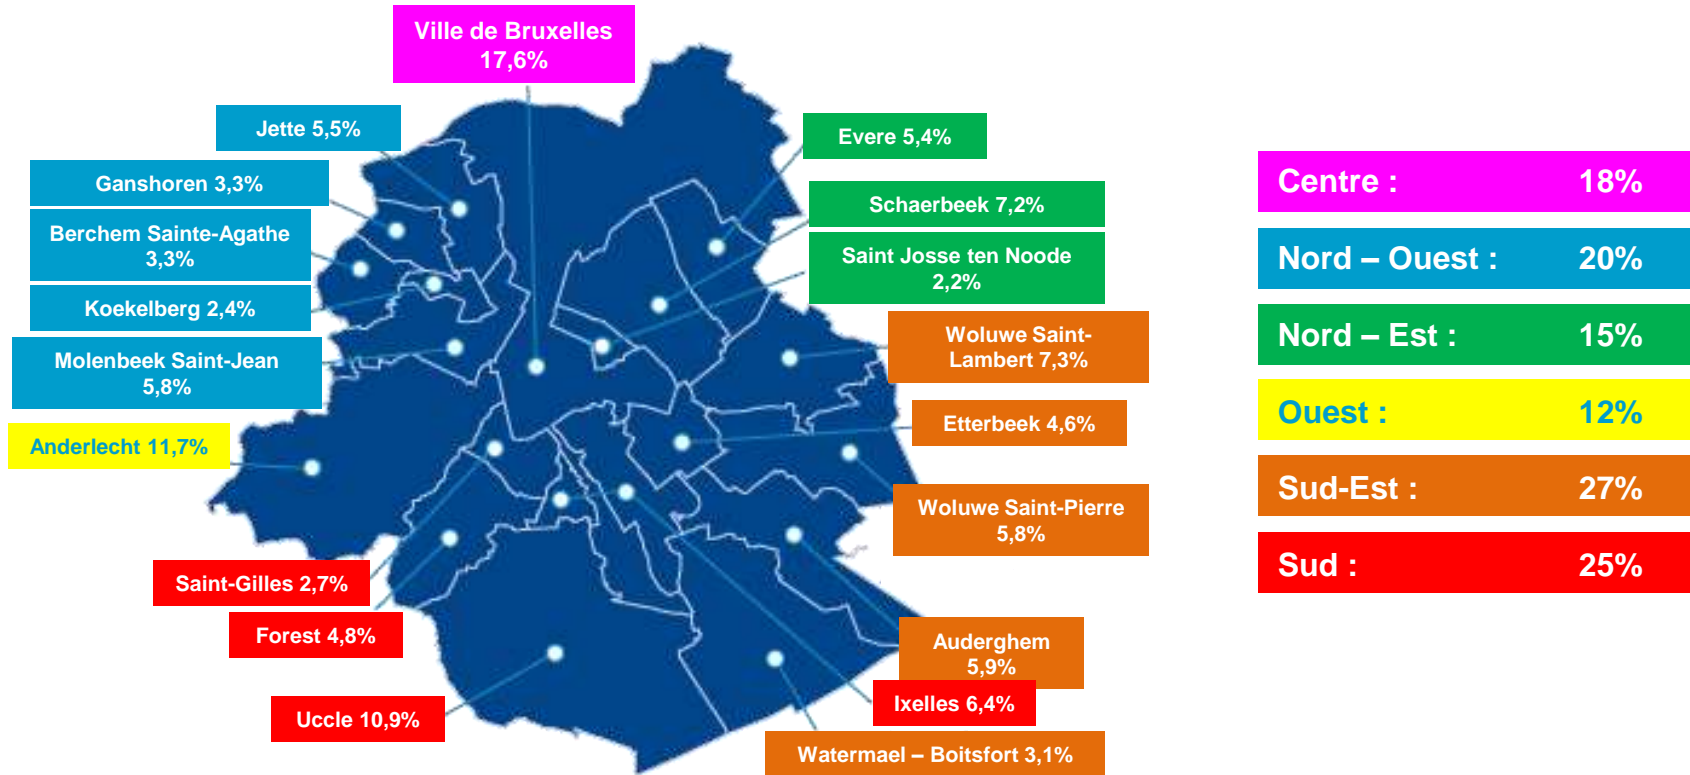 Ville de Bruxelles
17,6%
Jette 5,5%
Ganshoren 3,3%
Berchem Sainte-Agathe
3,3%
Koekelberg 2,4%
Molenbeek Saint-Jean
5,8%
Anderlecht 11,7%
Saint-Gilles 2,7%
Forest 4,8%
Uccle 10,9%
Evere 5,4%
Schaerbeek 7,2%
Saint Josse ten Noode
2,2%
Woluwe Saint-
Lambert 7,3%
Etterbeek 4,6%
Woluwe Saint-Pierre
5,8%
Auderghem
5,9%
Ixelles 6,4%
Watermael – Boitsfort 3,1%
Centre : 18%
Nord – Ouest : 20%
Nord – Est : 15%
Ouest : 12%
Sud-Est : 27%
Sud : 25%